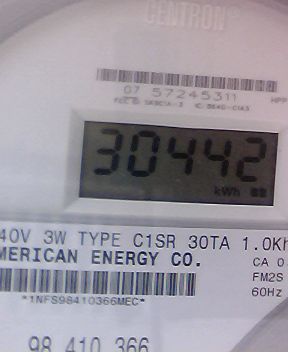 CENTRON®
07 57245311
30442
kWh
40V 3W TYPE C1SR 30TA 1.0Kh
MERICAN ENERGY CO.
CA 0
FM2S
60Hz
*1NFS98410366MEC*
98 410 366